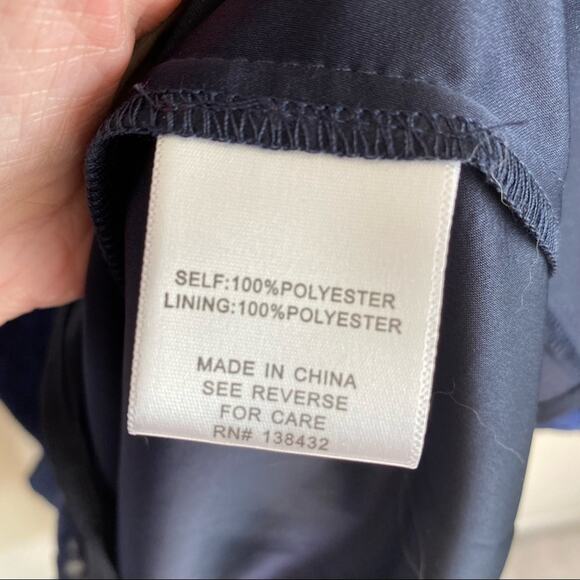 SELF:100%POLYESTER
LINING:100%POLYESTER
MADE IN CHINA
SEE REVERSE
FOR CARE
RN# 138432